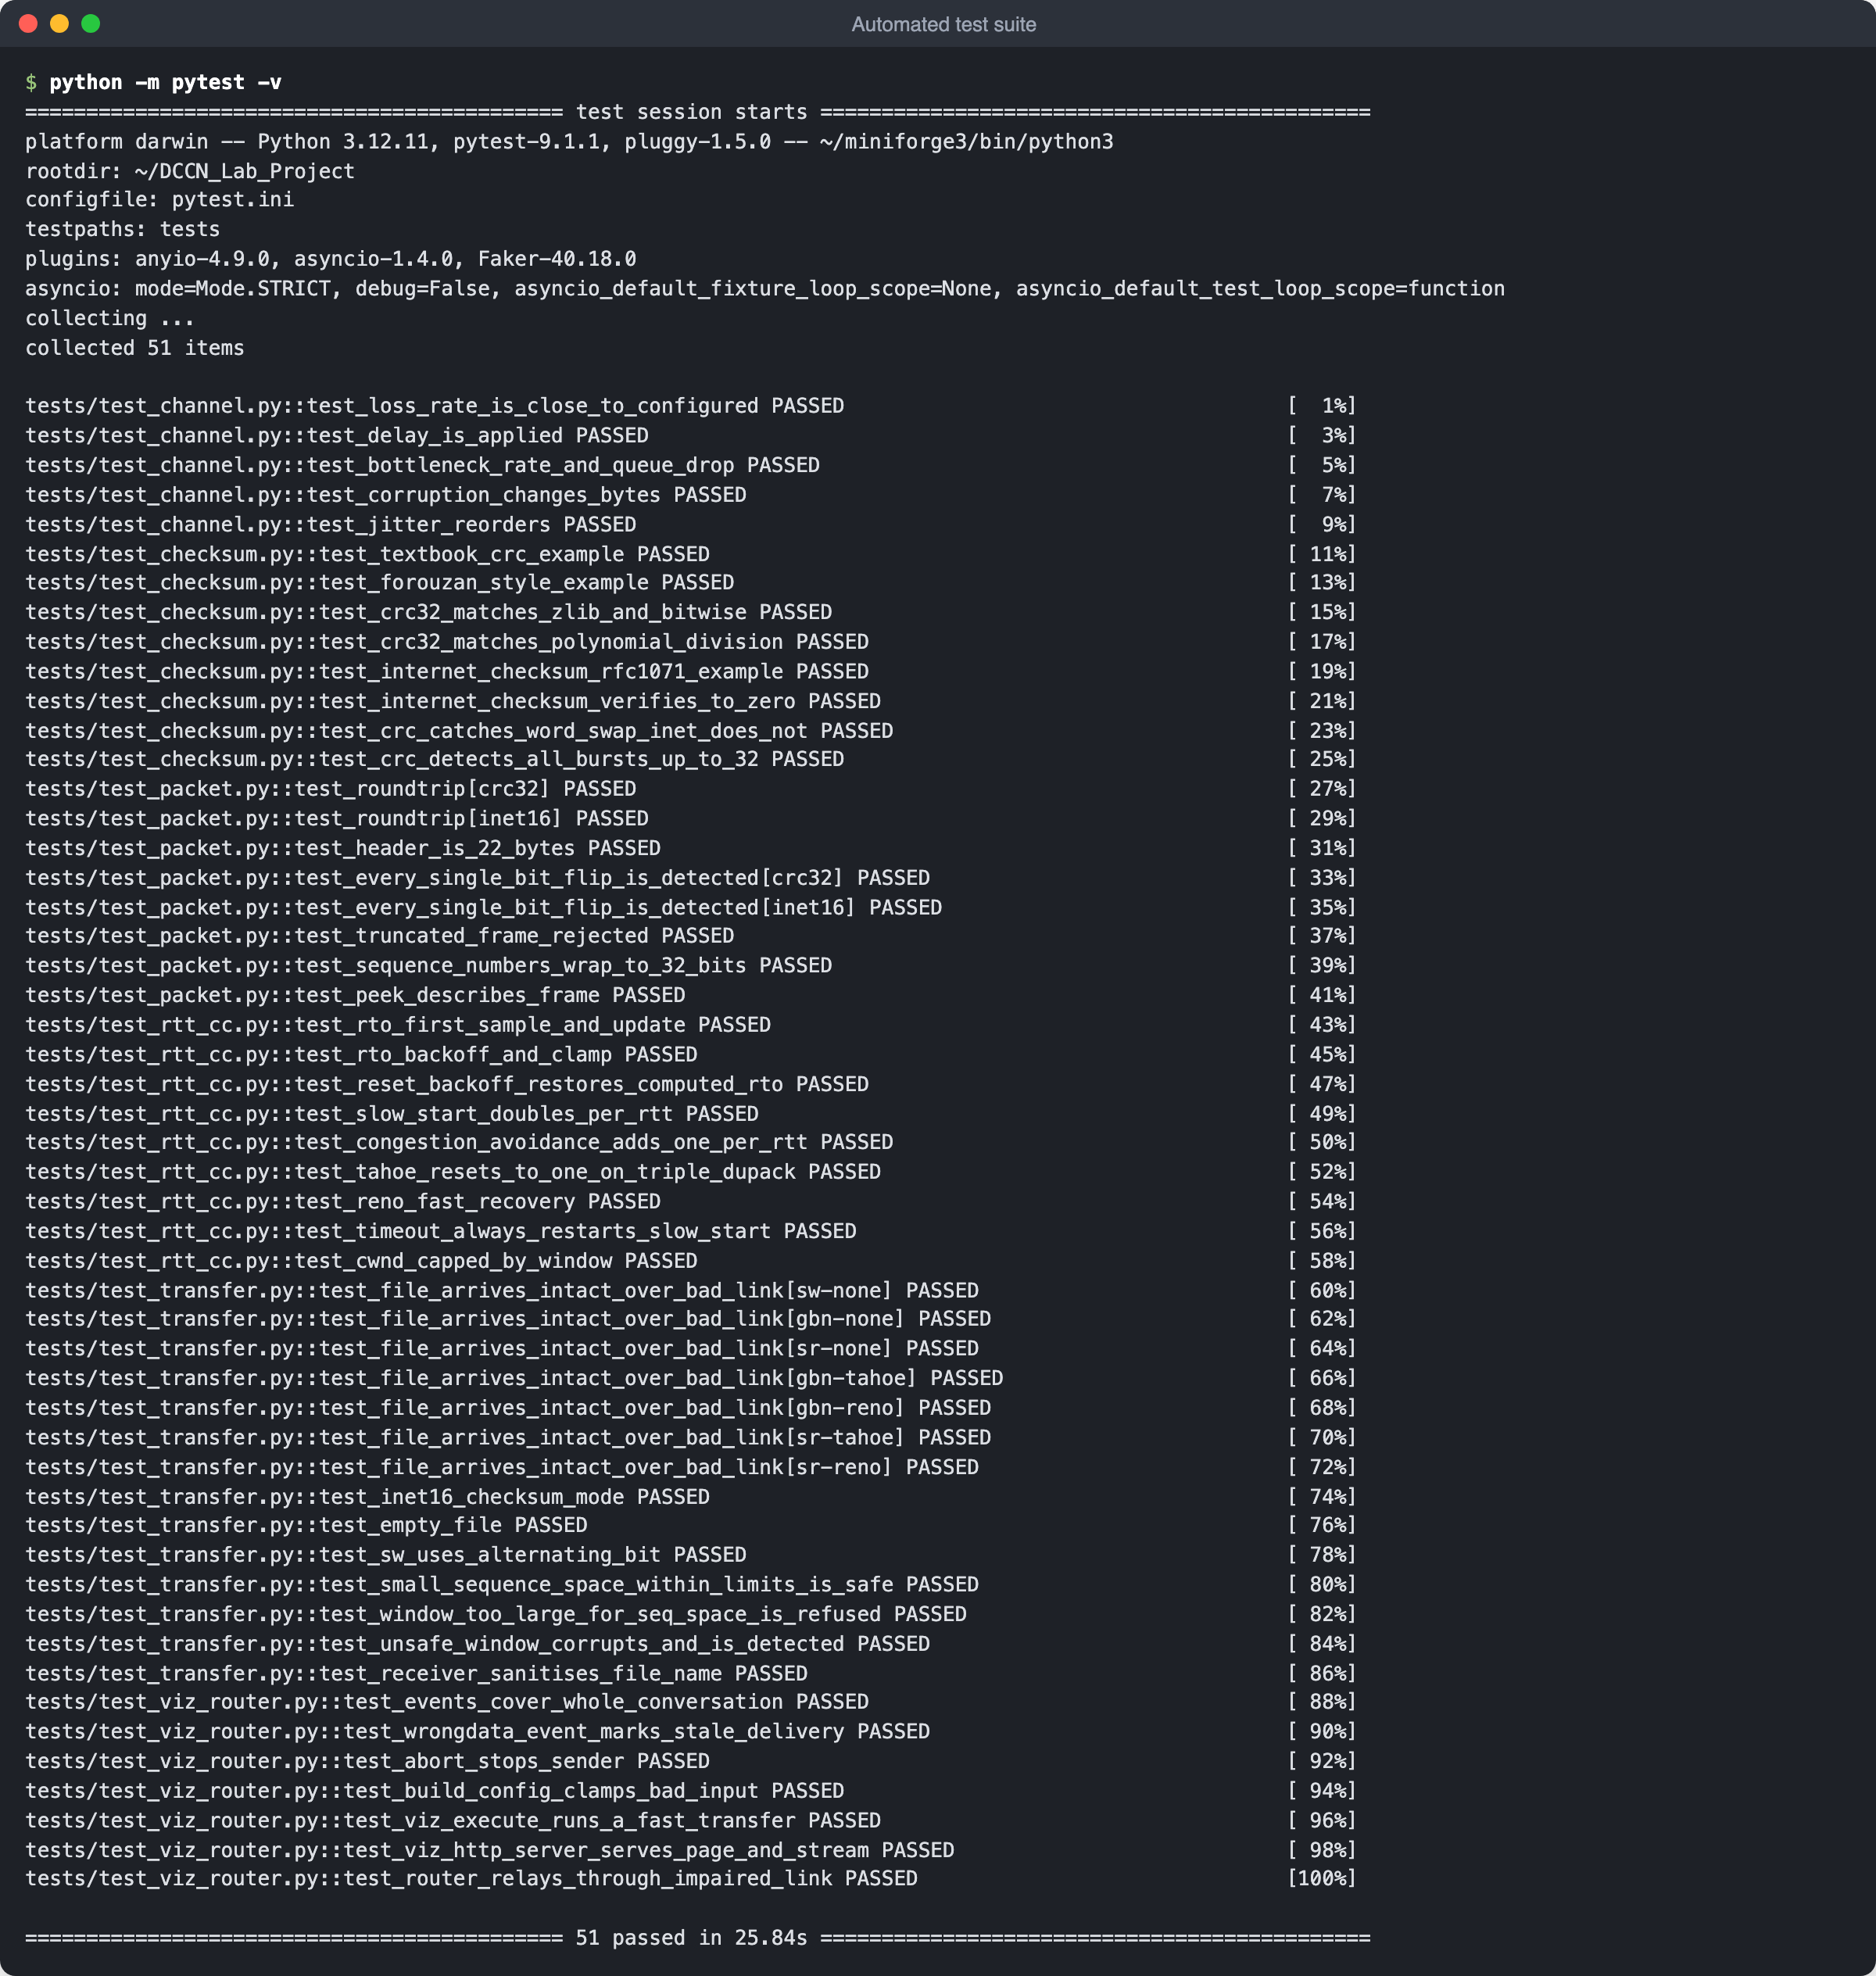 Automated test suite
$ python -m pytest -v
============================================ test session starts =============================================
platform darwin -- Python 3.12.11, pytest-9.1.1, pluggy-1.5.0 -- ~/miniforge3/bin/python3
rootdir: ~/DCCN_Lab_Project
configfile: pytest.ini
testpaths: tests
plugins: anyio-4.9.0, asyncio-1.4.0, Faker-40.18.0
asyncio: mode=Mode.STRICT, debug=False, asyncio_default_fixture_loop_scope=None, asyncio_default_test_loop_scope=function
collecting ...
collected 51 items
tests/test_channel.py::test_loss_rate_is_close_to_configured PASSED [  1%]
tests/test_channel.py::test_delay_is_applied PASSED [  3%]
tests/test_channel.py::test_bottleneck_rate_and_queue_drop PASSED [  5%]
tests/test_channel.py::test_corruption_changes_bytes PASSED [  7%]
tests/test_channel.py::test_jitter_reorders PASSED [  9%]
tests/test_checksum.py::test_textbook_crc_example PASSED [ 11%]
tests/test_checksum.py::test_forouzan_style_example PASSED [ 13%]
tests/test_checksum.py::test_crc32_matches_zlib_and_bitwise PASSED [ 15%]
tests/test_checksum.py::test_crc32_matches_polynomial_division PASSED [ 17%]
tests/test_checksum.py::test_internet_checksum_rfc1071_example PASSED [ 19%]
tests/test_checksum.py::test_internet_checksum_verifies_to_zero PASSED [ 21%]
tests/test_checksum.py::test_crc_catches_word_swap_inet_does_not PASSED [ 23%]
tests/test_checksum.py::test_crc_detects_all_bursts_up_to_32 PASSED [ 25%]
tests/test_packet.py::test_roundtrip[crc32] PASSED [ 27%]
tests/test_packet.py::test_roundtrip[inet16] PASSED [ 29%]
tests/test_packet.py::test_header_is_22_bytes PASSED [ 31%]
tests/test_packet.py::test_every_single_bit_flip_is_detected[crc32] PASSED [ 33%]
tests/test_packet.py::test_every_single_bit_flip_is_detected[inet16] PASSED [ 35%]
tests/test_packet.py::test_truncated_frame_rejected PASSED [ 37%]
tests/test_packet.py::test_sequence_numbers_wrap_to_32_bits PASSED [ 39%]
tests/test_packet.py::test_peek_describes_frame PASSED [ 41%]
tests/test_rtt_cc.py::test_rto_first_sample_and_update PASSED [ 43%]
tests/test_rtt_cc.py::test_rto_backoff_and_clamp PASSED [ 45%]
tests/test_rtt_cc.py::test_reset_backoff_restores_computed_rto PASSED [ 47%]
tests/test_rtt_cc.py::test_slow_start_doubles_per_rtt PASSED [ 49%]
tests/test_rtt_cc.py::test_congestion_avoidance_adds_one_per_rtt PASSED [ 50%]
tests/test_rtt_cc.py::test_tahoe_resets_to_one_on_triple_dupack PASSED [ 52%]
tests/test_rtt_cc.py::test_reno_fast_recovery PASSED [ 54%]
tests/test_rtt_cc.py::test_timeout_always_restarts_slow_start PASSED [ 56%]
tests/test_rtt_cc.py::test_cwnd_capped_by_window PASSED [ 58%]
tests/test_transfer.py::test_file_arrives_intact_over_bad_link[sw-none] PASSED [ 60%]
tests/test_transfer.py::test_file_arrives_intact_over_bad_link[gbn-none] PASSED [ 62%]
tests/test_transfer.py::test_file_arrives_intact_over_bad_link[sr-none] PASSED [ 64%]
tests/test_transfer.py::test_file_arrives_intact_over_bad_link[gbn-tahoe] PASSED [ 66%]
tests/test_transfer.py::test_file_arrives_intact_over_bad_link[gbn-reno] PASSED [ 68%]
tests/test_transfer.py::test_file_arrives_intact_over_bad_link[sr-tahoe] PASSED [ 70%]
tests/test_transfer.py::test_file_arrives_intact_over_bad_link[sr-reno] PASSED [ 72%]
tests/test_transfer.py::test_inet16_checksum_mode PASSED [ 74%]
tests/test_transfer.py::test_empty_file PASSED [ 76%]
tests/test_transfer.py::test_sw_uses_alternating_bit PASSED [ 78%]
tests/test_transfer.py::test_small_sequence_space_within_limits_is_safe PASSED [ 80%]
tests/test_transfer.py::test_window_too_large_for_seq_space_is_refused PASSED [ 82%]
tests/test_transfer.py::test_unsafe_window_corrupts_and_is_detected PASSED [ 84%]
tests/test_transfer.py::test_receiver_sanitises_file_name PASSED [ 86%]
tests/test_viz_router.py::test_events_cover_whole_conversation PASSED [ 88%]
tests/test_viz_router.py::test_wrongdata_event_marks_stale_delivery PASSED [ 90%]
tests/test_viz_router.py::test_abort_stops_sender PASSED [ 92%]
tests/test_viz_router.py::test_build_config_clamps_bad_input PASSED [ 94%]
tests/test_viz_router.py::test_viz_execute_runs_a_fast_transfer PASSED [ 96%]
tests/test_viz_router.py::test_viz_http_server_serves_page_and_stream PASSED [ 98%]
tests/test_viz_router.py::test_router_relays_through_impaired_link PASSED [100%]
============================================ 51 passed in 25.84s =============================================